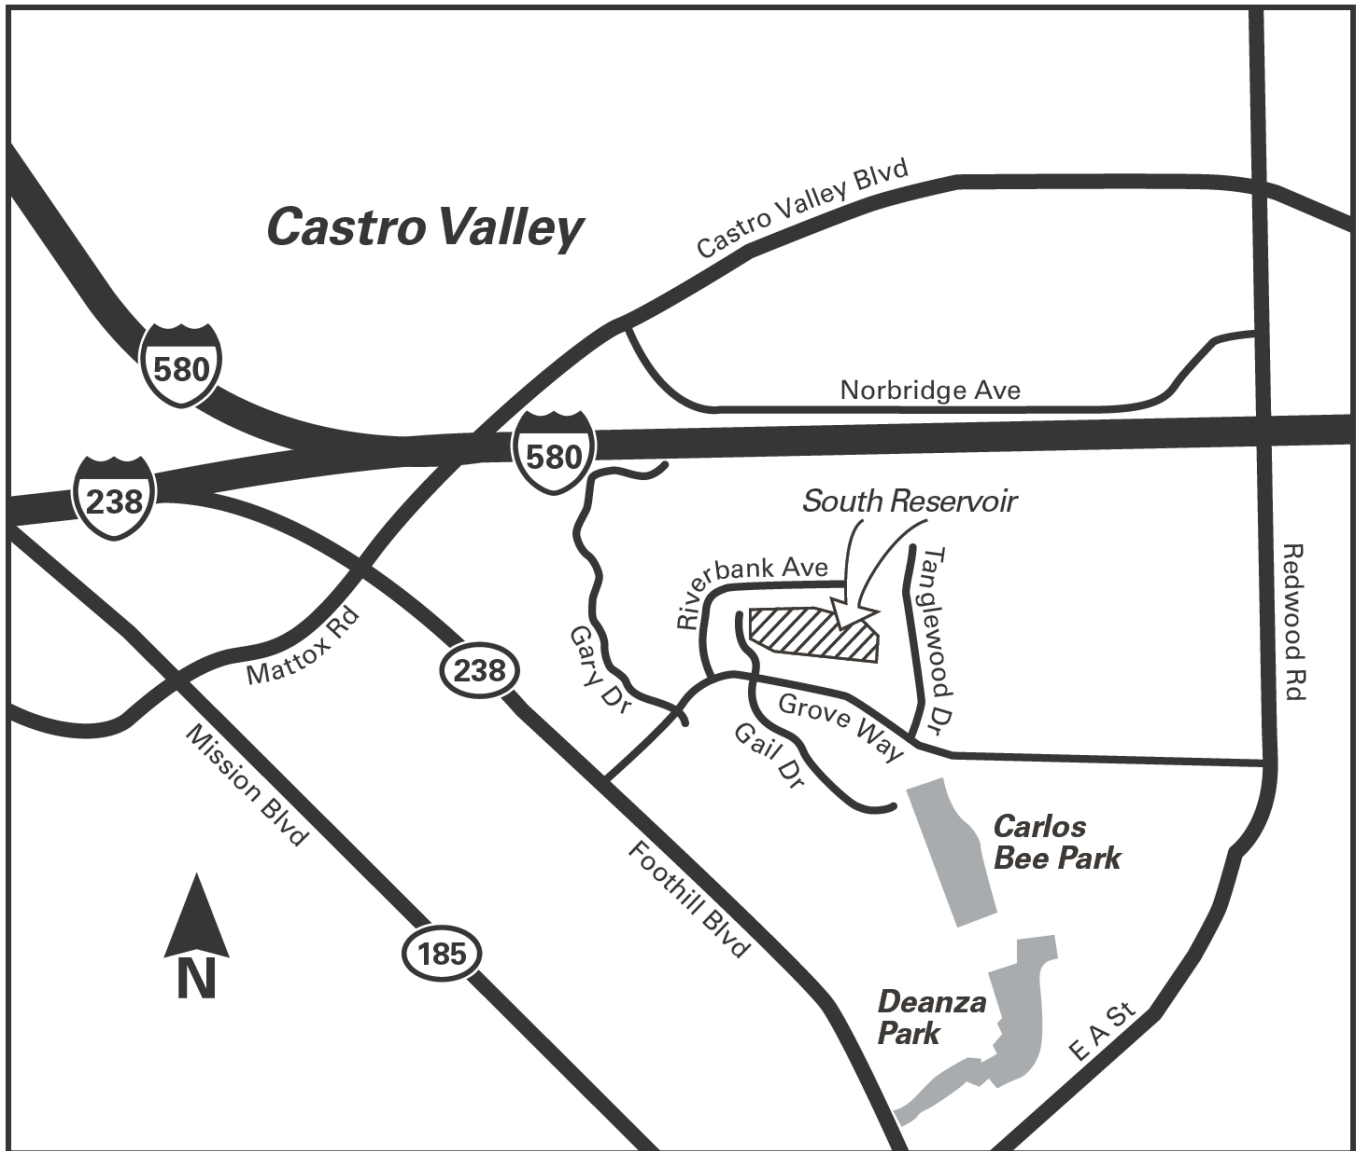 Castro Valley Blvd
Castro Valley
580
Norbridge Ave
580
238
South Reservoir
Riverbank Ave
Tanglewood Dr
Redwood Rd
Mattox Rd
Gary Dr
238
Grove Way
Gail Dr
Mission Blvd
Carlos
Bee Park
Foothill Blvd
185
N
Deanza
Park
E A St